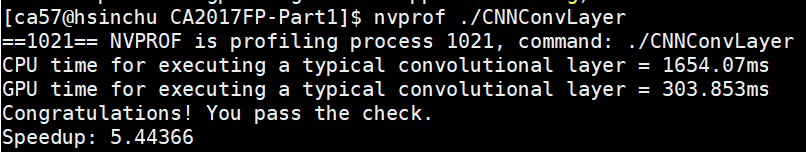 [ca57@hsinchu CA2017FP-Part1]$ nvprof ./CNNConvLayer
==1021== NVPROF is profiling process 1021, command: ./CNNConvLayer
CPU time for executing a typical convolutional layer = 1654.07ms
GPU time for executing a typical convolutional layer = 303.853ms
Congratulations! You pass the check.
Speedup: 5.44366